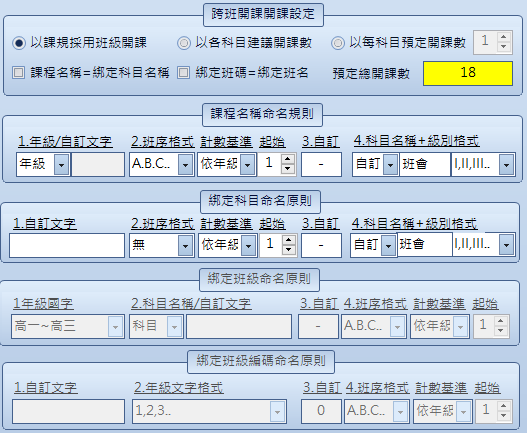 跨班開課開課設定
以課規採用班級開課 以各科目建議開課數 以每科目預定開課數 1
課程名稱=綁定科目名稱 綁定班碼=綁定班名 預定總開課數 18
課程名稱命名規則
1.年級/自訂文字 2.班序格式 計數基準 起始 3.自訂 4.科目名稱+級別格式
年級 A.B.C.. 依年級 1 - 自訂 班會 I,II,III..
綁定科目命名原則
1.自訂文字 2.班序格式 計數基準 起始 3.自訂 4.科目名稱+級別格式
無 依年級 1 - 自訂 班會 I,II,III..
綁定班級命名原則
1年級國字 2.科目名稱/自訂文字 3.自訂 4.班序格式 計數基準 起始
高一~高三 科目 - A.B.C.. 依年級 1
綁定班級編碼命名原則
1.自訂文字 2.年級文字格式 3.自訂 4.班序格式 計數基準 起始
1,2,3.. 0 A.B.C.. 依年級 1